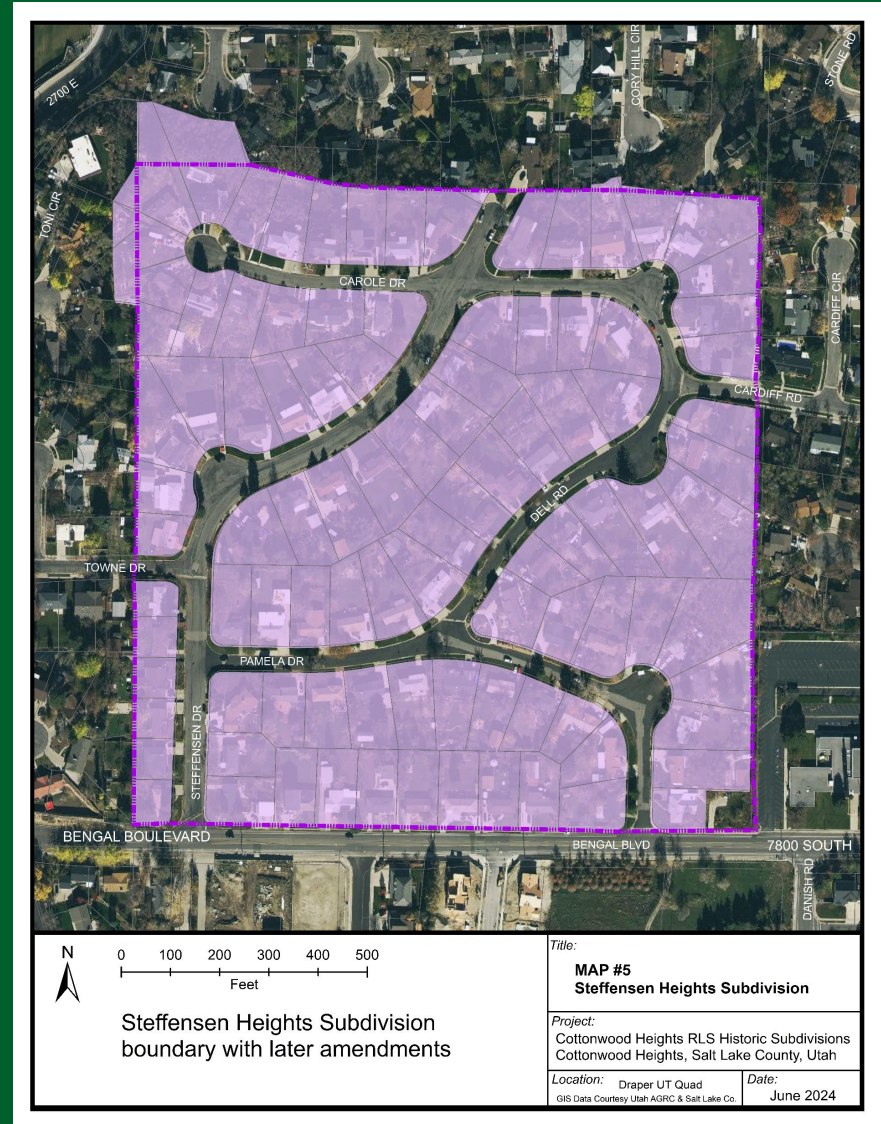 2700 E
CORY HILL CIR
STONE RD
TONI CIR
CAROLE DR
CARDIFF CIR
CARDIFF RD
DELL RD
TOWNE DR
PAMELA DR
STEFFENSEN DR
BENGAL BOULEVARD
BENGAL BLVD
7800 SOUTH
DANISH RD
N
0 100 200 300 400 500
Feet
Steffensen Heights Subdivision
boundary with later amendments
Title:
MAP #5
Steffensen Heights Subdivision
Project:
Cottonwood Heights RLS Historic Subdivisions
Cottonwood Heights, Salt Lake County, Utah
Location: Draper UT Quad
GIS Data Courtesy Utah AGRC & Salt Lake Co.
Date:
June 2024